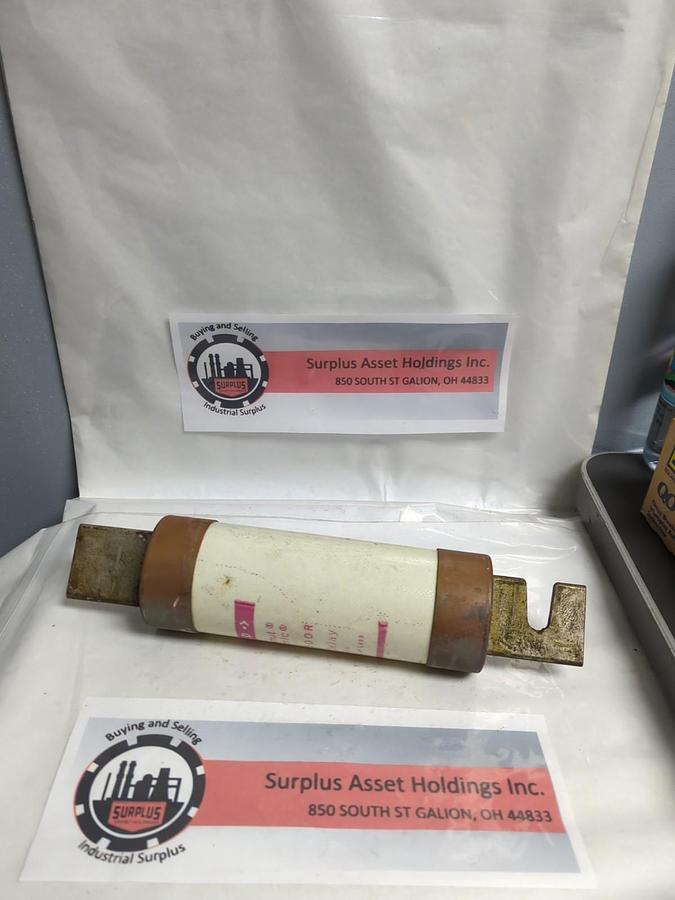 Buying and Selling
SURPLUS
Industrial Surplus
Surplus Asset Holdings Inc.
850 SOUTH ST GALION, OH 44833
Buying and Selling
SURPLUS
Industrial Surplus
Surplus Asset Holdings Inc.
850 SOUTH ST GALION, OH 44833